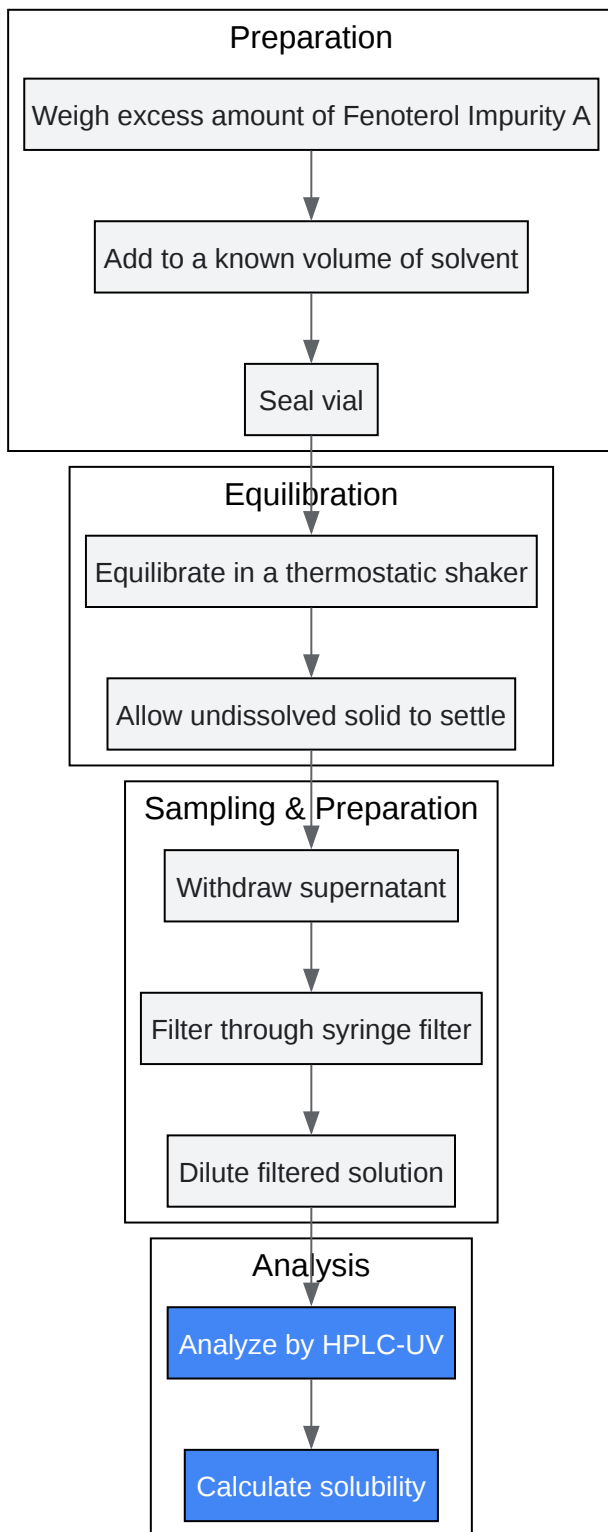 Preparation
Weigh excess amount of Fenoterol Impurity A
Add to a known volume of solvent
Seal vial
Equilibration
Equilibrate in a thermostatic shaker
Allow undissolved solid to settle
Sampling & Preparation
Withdraw supernatant
Filter through syringe filter
Dilute filtered solution
Analysis
Analyze by HPLC-UV
Calculate solubility